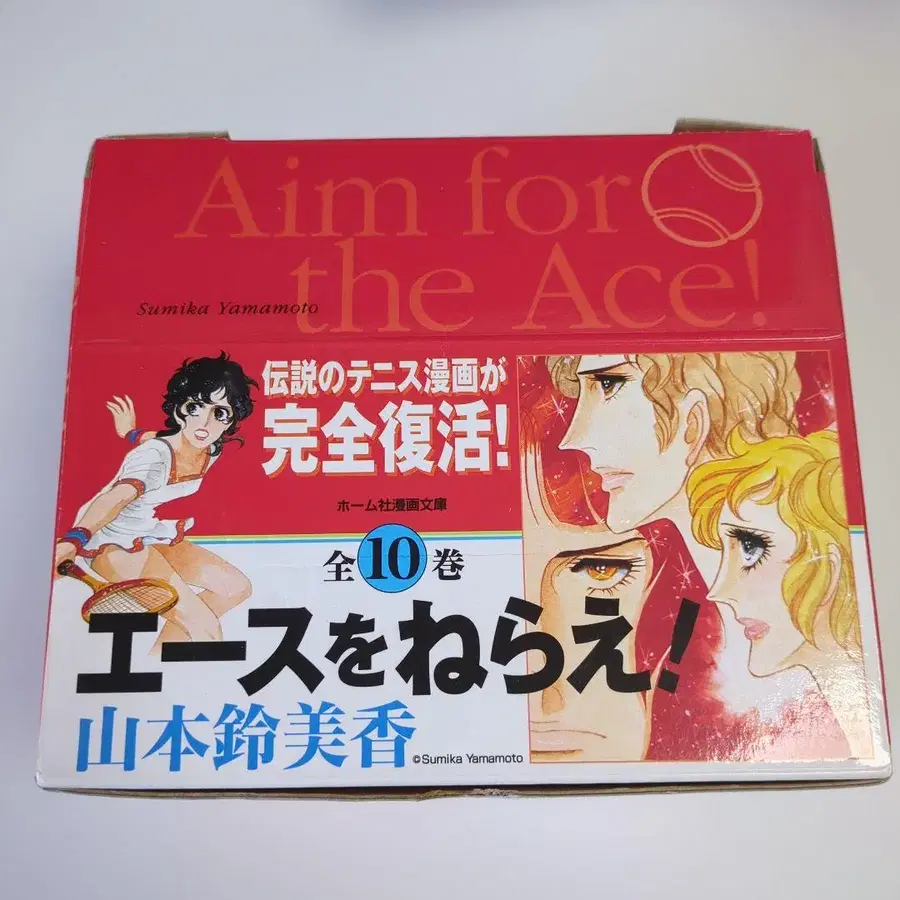 Aim for
the Ace!
Sumika Yamamoto
伝説のテニス漫画が
完全復活!
ホーム社漫画文庫
全10巻
エースをねらえ!
山本鈴美香
©Sumika Yamamoto